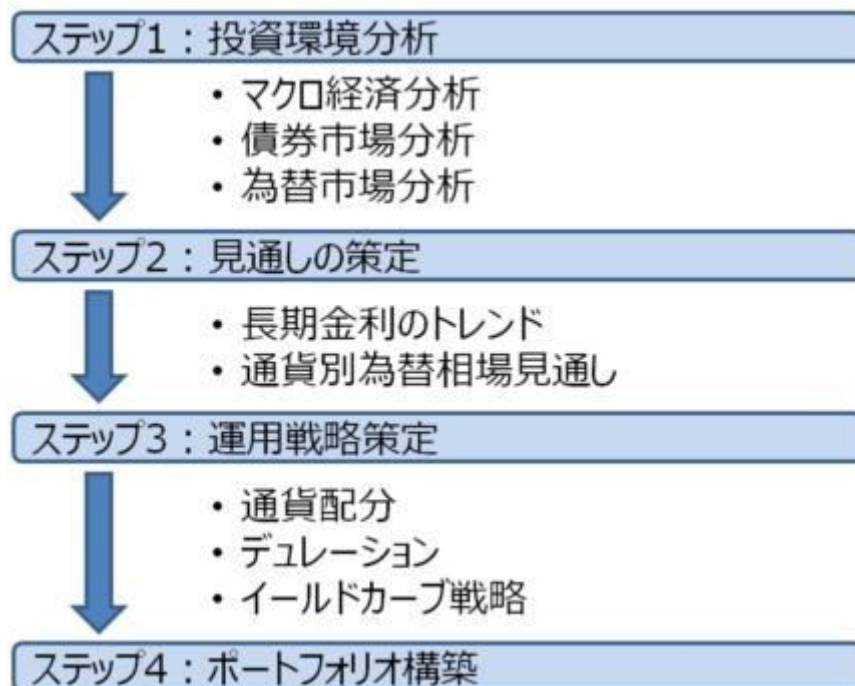 ステップ1：投資環境分析
・マクロ経済分析
・債券市場分析
・為替市場分析
ステップ2：見通しの策定
・長期金利のトレンド
・通貨別為替相場見通し
ステップ3：運用戦略策定
・通貨配分
・デュレーション
・イールドカーブ戦略
ステップ4：ポートフォリオ構築